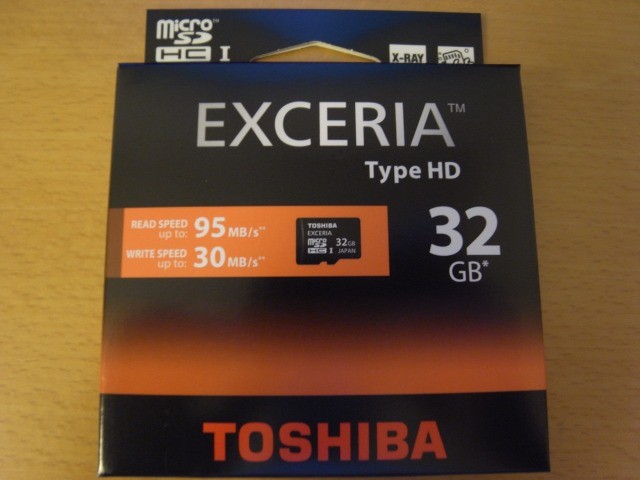 micro
SD
HC I
X-RAY
EXCERIA™
Type HD
READ SPEED
up to: 95 MB/s**
WRITE SPEED
up to: 30 MB/s**
TOSHIBA
EXCERIA
micro
SD
HC I
32GB
JAPAN
32
GB*
TOSHIBA